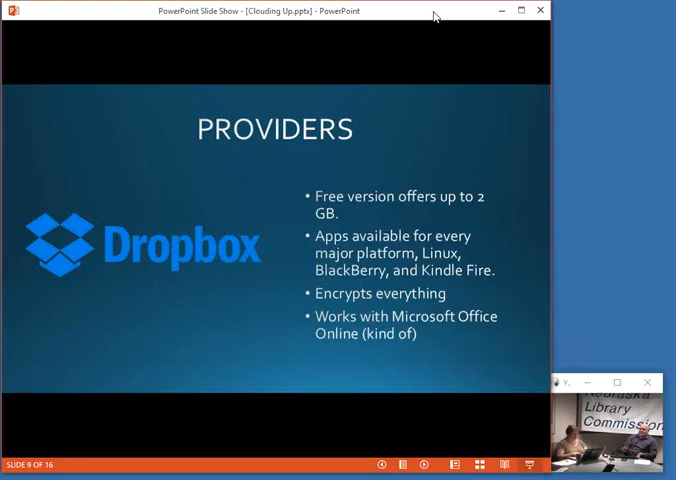 PowerPoint Slide Show - [Clouding Up.pptx] - PowerPoint
PROVIDERS
Dropbox
• Free version offers up to 2
GB.
• Apps available for every
major platform, Linux,
BlackBerry, and Kindle Fire.
• Encrypts everything
• Works with Microsoft Office
Online (kind of)
Y..
Nebraska
Library
Commission
SLIDE 9 OF 16